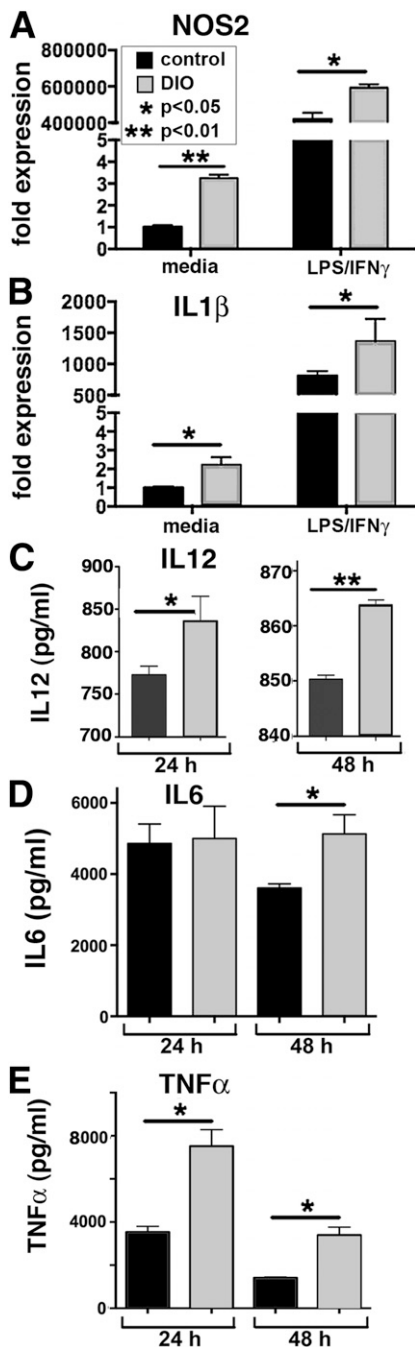 A NOS2
fold expression
800000
600000
400000
5
4
3
2
1
0
control
DIO
* p<0.05
** p<0.01
**
*
media LPS/IFNγ
B IL1β
fold expression
2000
1500
1000
500
5
4
3
2
1
0
*
*
media LPS/IFNγ
C IL12
IL12 (pg/ml)
900
850
800
750
700
*
24 h
870
860
850
840
**
48 h
D IL6
IL6 (pg/ml)
6000
4000
2000
0
*
24 h 48 h
E TNFα
TNFα (pg/ml)
8000
4000
0
*
*
24 h 48 h